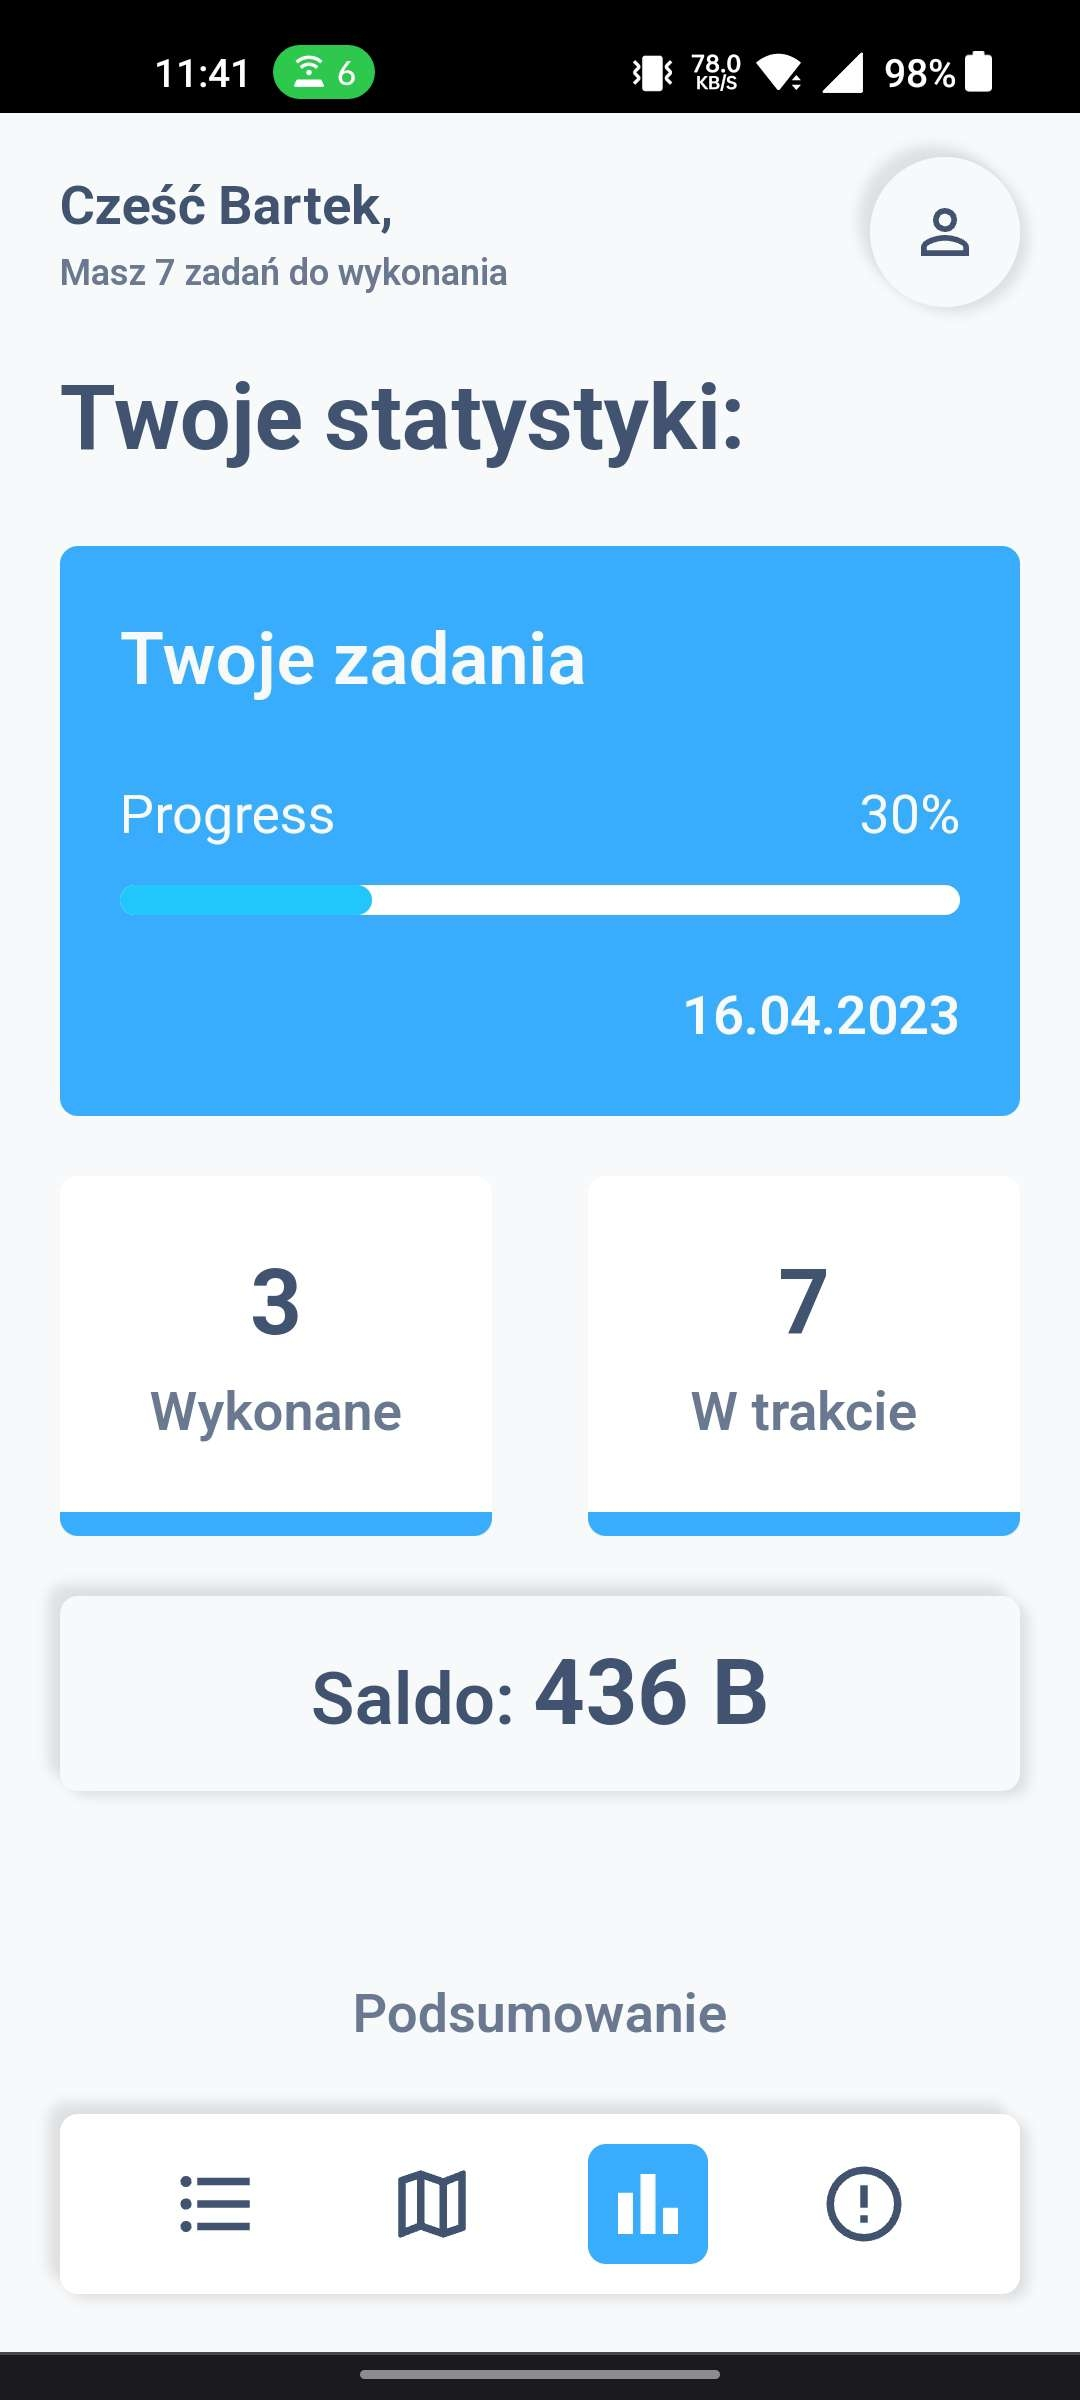 11:41 6 78.0 KB/S 98%
Cześć Bartek,
Masz 7 zadań do wykonania
Twoje statystyki:
Twoje zadania
Progress 30%
16.04.2023
3 7
Wykonane W trakcie
Saldo: 436 B
Podsumowanie